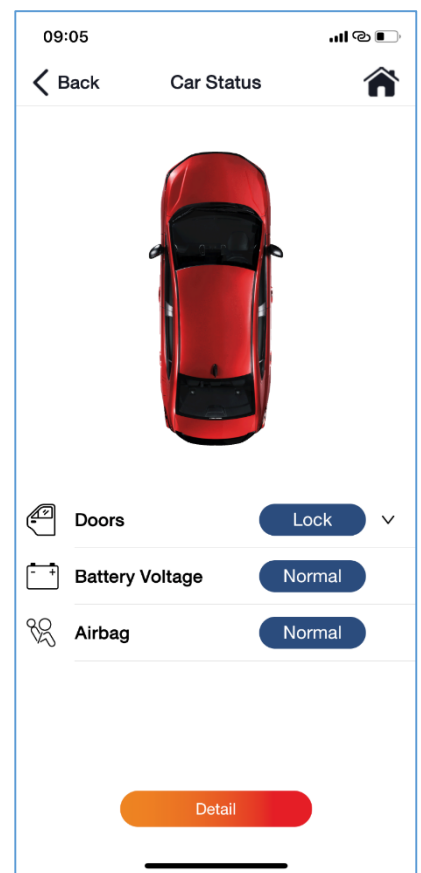 09:05
Back Car Status
Doors Lock
Battery Voltage Normal
Airbag Normal
Detail